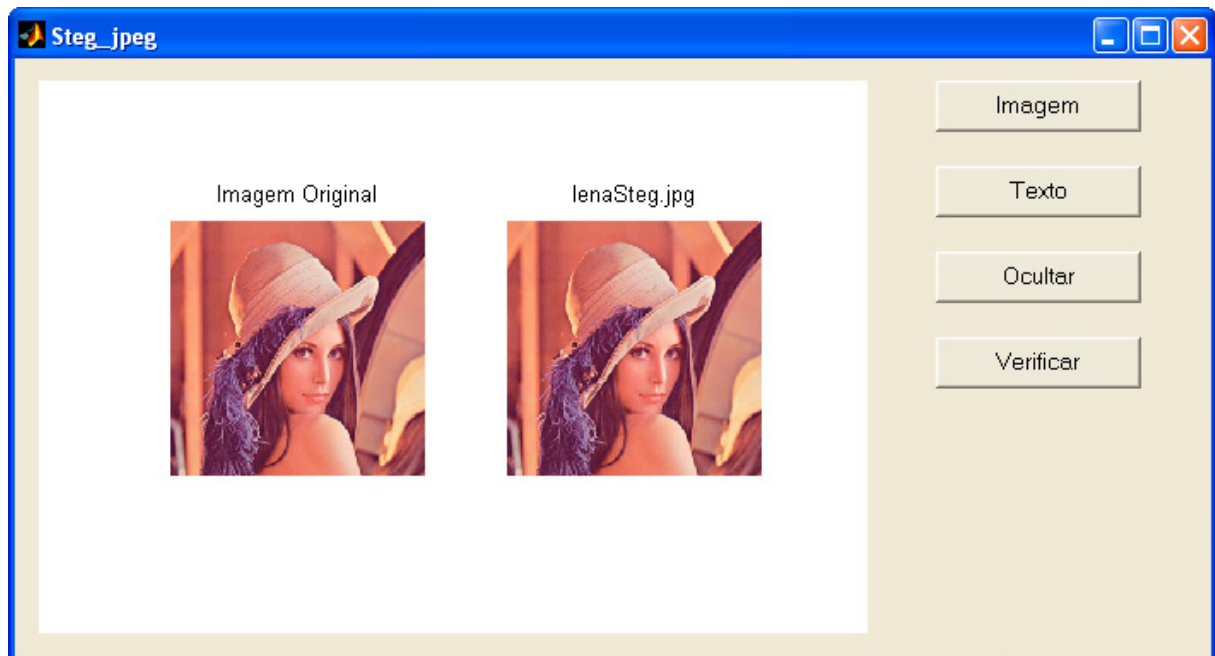 Steg_jpeg
Imagem Original
lenaSteg.jpg
Imagem
Texto
Ocultar
Verificar